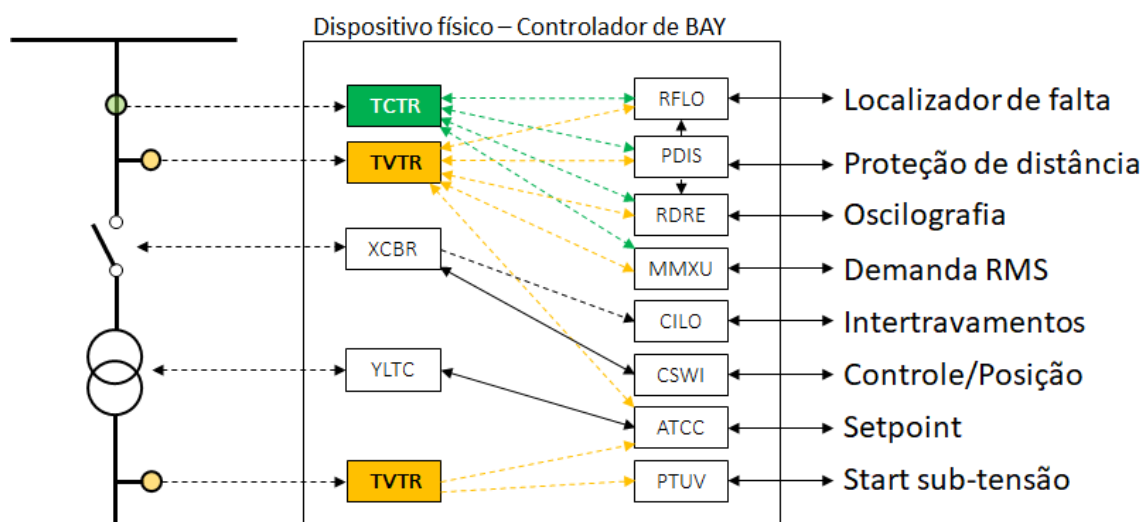 Dispositivo físico – Controlador de BAY
TCTR
RFLO
Localizador de falta
TVTR
PDIS
Proteção de distância
RDRE
Oscilografia
XCBR
MMXU
Demanda RMS
CILO
Intertravamentos
YLTC
CSWI
Controle/Posição
ATCC
Setpoint
TVTR
PTUV
Start sub-tensão